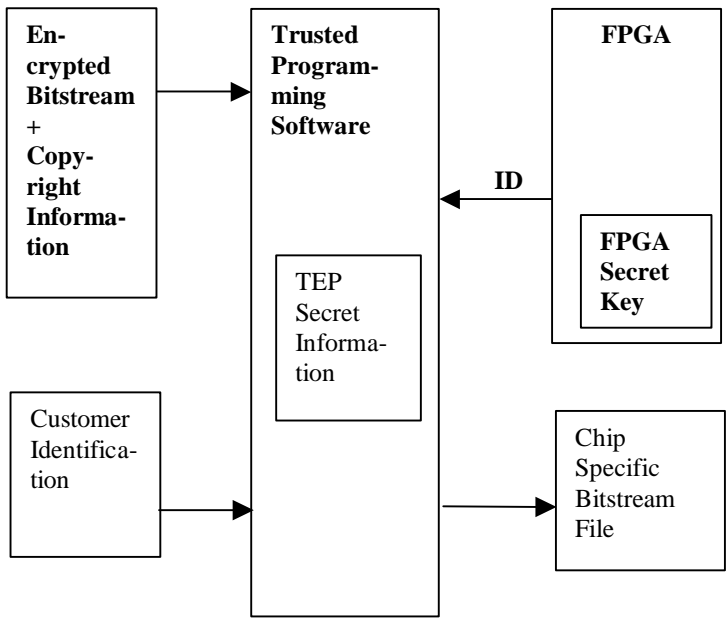 En-
crypted
Bitstream
+
Copy-
right
Informa-
tion
Trusted
Program-
ming
Software
FPGA
ID
FPGA
Secret
Key
TEP
Secret
Informa-
tion
Customer
Identifica-
tion
Chip
Specific
Bitstream
File